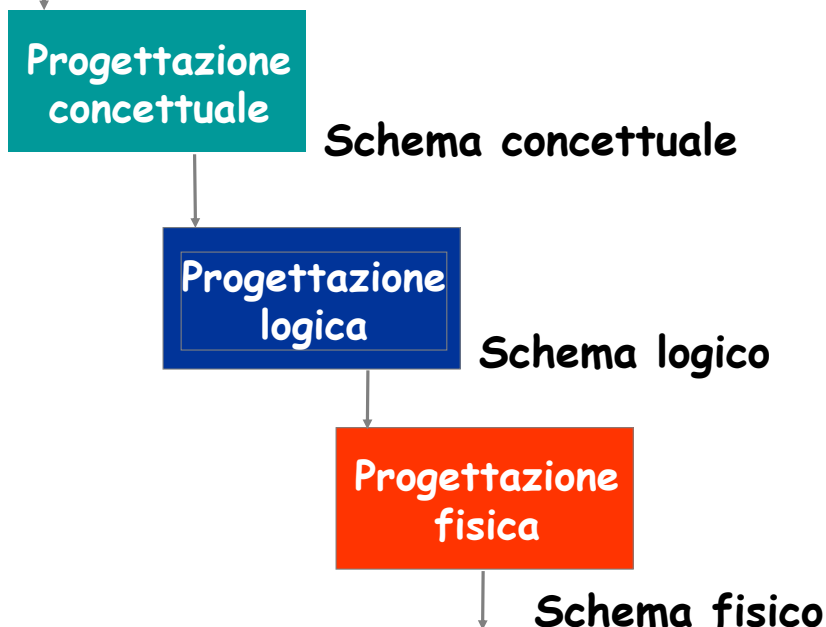 Progettazione
concettuale
Schema concettuale
Progettazione
logica
Schema logico
Progettazione
fisica
Schema fisico